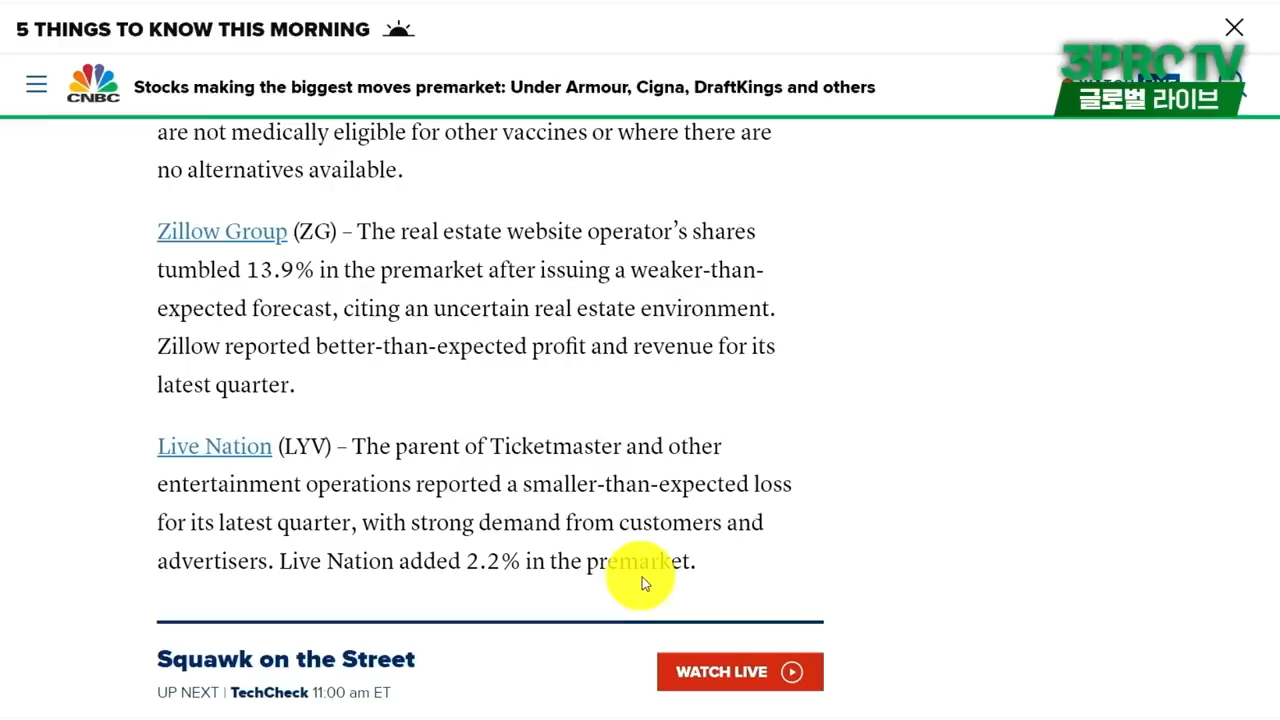 5 THINGS TO KNOW THIS MORNING
3PROTV
글로벌 라이브
CNBC
Stocks making the biggest moves premarket: Under Armour, Cigna, DraftKings and others
are not medically eligible for other vaccines or where there are
no alternatives available.
Zillow Group (ZG) – The real estate website operator’s shares
tumbled 13.9% in the premarket after issuing a weaker-than-
expected forecast, citing an uncertain real estate environment.
Zillow reported better-than-expected profit and revenue for its
latest quarter.
Live Nation (LYV) – The parent of Ticketmaster and other
entertainment operations reported a smaller-than-expected loss
for its latest quarter, with strong demand from customers and
advertisers. Live Nation added 2.2% in the premarket.
Squawk on the Street
WATCH LIVE
UP NEXT | TechCheck 11:00 am ET